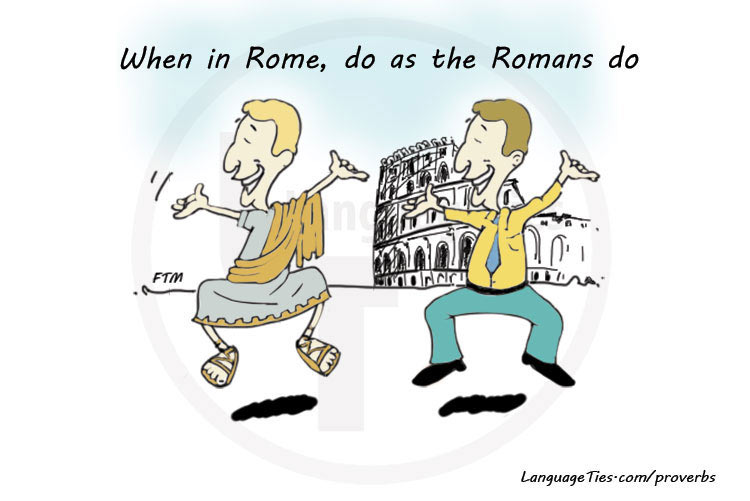 When in Rome, do as the Romans do
FTM
LanguageTies.com/proverbs